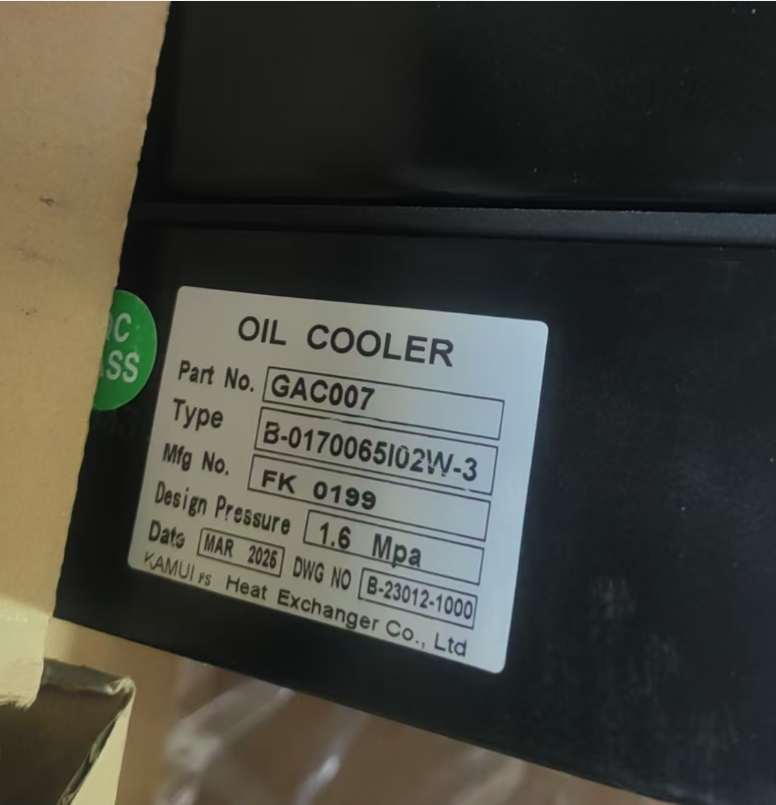 OIL COOLER
Part No. GAC007
Type B-0170065I02W-3
Mfg No. FK 0199
Design Pressure 1.6 Mpa
Date MAR 2025 DWG NO B-23012-1000
KAMUI PS Heat Exchanger Co., Ltd